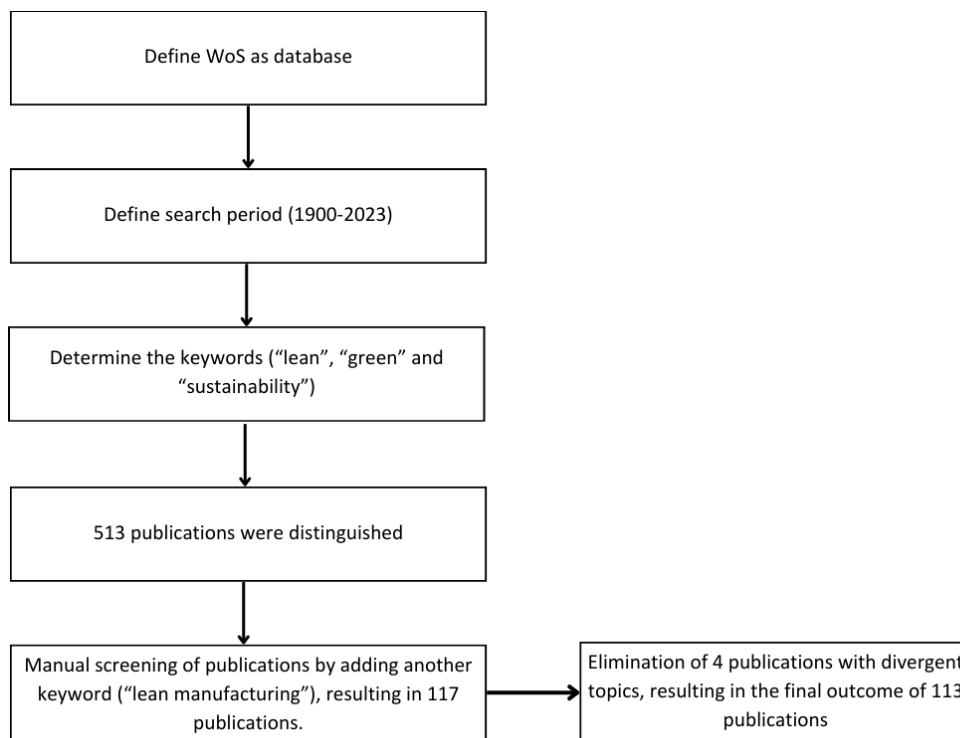 Define WoS as database
Define search period (1900-2023)
Determine the keywords (“lean”, “green” and
“sustainability”)
513 publications were distinguished
Manual screening of publications by adding another
keyword (“lean manufacturing”), resulting in 117
publications.
Elimination of 4 publications with divergent
topics, resulting in the final outcome of 113
publications